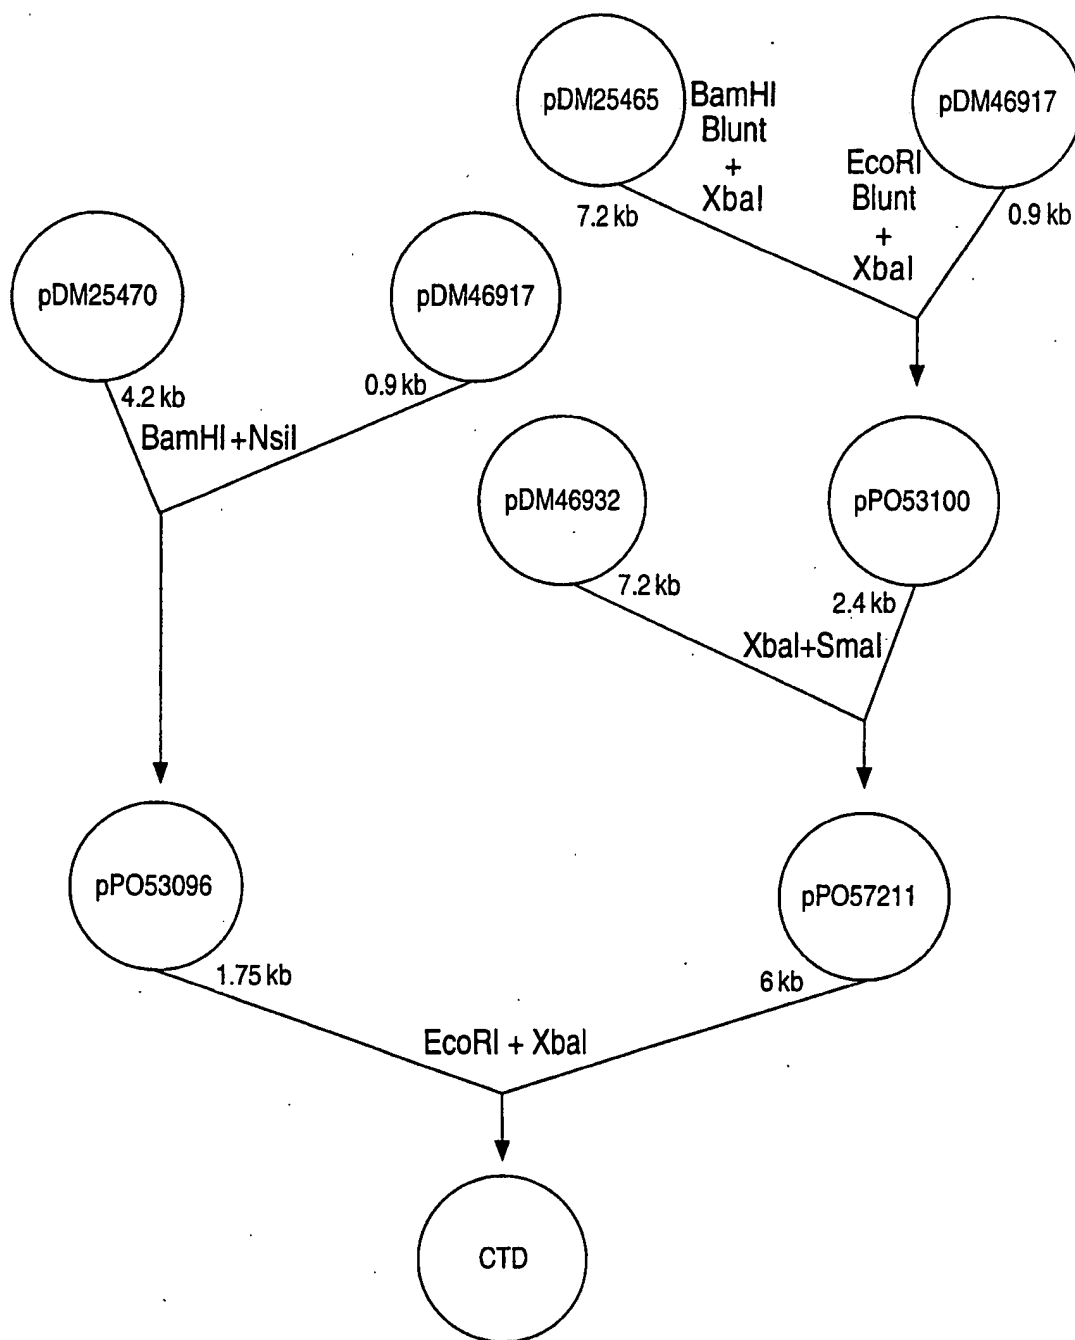 pDM25465
BamHI
Blunt
+
XbaI
pDM46917
EcoRI
Blunt
+
XbaI
7.2 kb
0.9 kb
pDM25470
pDM46917
4.2 kb
0.9 kb
BamHI +NsiI
pDM46932
pPO53100
7.2 kb
2.4 kb
XbaI+SmaI
pPO53096
pPO57211
1.75 kb
6 kb
EcoRI + XbaI
CTD